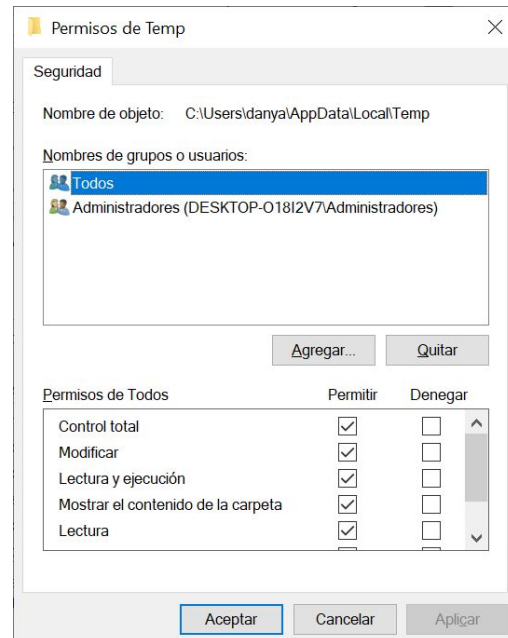 Permisos de Temp
Seguridad
Nombre de objeto: C:\Users\danya\AppData\Local\Temp
Nombres de grupos o usuarios:
Todos
Administradores (DESKTOP-O18I2V7\Administradores)
Agregar... Quitar
Permisos de Todos Permitir Denegar
Control total
Modificar
Lectura y ejecución
Mostrar el contenido de la carpeta
Lectura
Aceptar Cancelar Aplicar